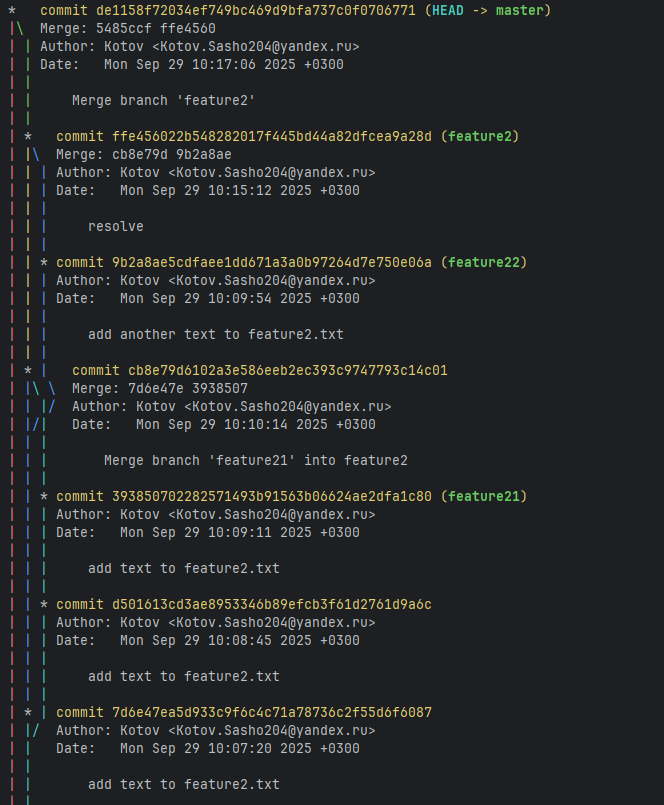 *   commit de1158f72034ef749bc469d9bfa737c0f0706771 (HEAD -> master)
|\  Merge: 5485ccf ffe4560
| | Author: Kotov <Kotov.Sasho204@yandex.ru>
| | Date:   Mon Sep 29 10:17:06 2025 +0300
| |
| |     Merge branch 'feature2'
| |
| *   commit ffe456022b548282017f445bd44a82dfcea9a28d (feature2)
| |\  Merge: cb8e79d 9b2a8ae
| | | Author: Kotov <Kotov.Sasho204@yandex.ru>
| | | Date:   Mon Sep 29 10:15:12 2025 +0300
| | |
| | |     resolve
| | |
| | * commit 9b2a8ae5cdfaee1dd671a3a0b97264d7e750e06a (feature22)
| | | Author: Kotov <Kotov.Sasho204@yandex.ru>
| | | Date:   Mon Sep 29 10:09:54 2025 +0300
| | |
| | |     add another text to feature2.txt
| | |
| * |   commit cb8e79d6102a3e586eeb2ec393c9747793c14c01
| |\ \  Merge: 7d6e47e 3938507
| | |/  Author: Kotov <Kotov.Sasho204@yandex.ru>
| |/|   Date:   Mon Sep 29 10:10:14 2025 +0300
| | |
| | |       Merge branch 'feature21' into feature2
| | |
| | * commit 393850702282571493b91563b06624ae2dfa1c80 (feature21)
| | | Author: Kotov <Kotov.Sasho204@yandex.ru>
| | | Date:   Mon Sep 29 10:09:11 2025 +0300
| | |
| | |     add text to feature2.txt
| | |
| | * commit d501613cd3ae8953346b89efcb3f61d2761d9a6c
| | | Author: Kotov <Kotov.Sasho204@yandex.ru>
| | | Date:   Mon Sep 29 10:08:45 2025 +0300
| | |
| | |     add text to feature2.txt
| | |
| * | commit 7d6e47ea5d933c9f6c4c71a78736c2f55d6f6087
| |/  Author: Kotov <Kotov.Sasho204@yandex.ru>
| |   Date:   Mon Sep 29 10:07:20 2025 +0300
| |
| |       add text to feature2.txt
| |